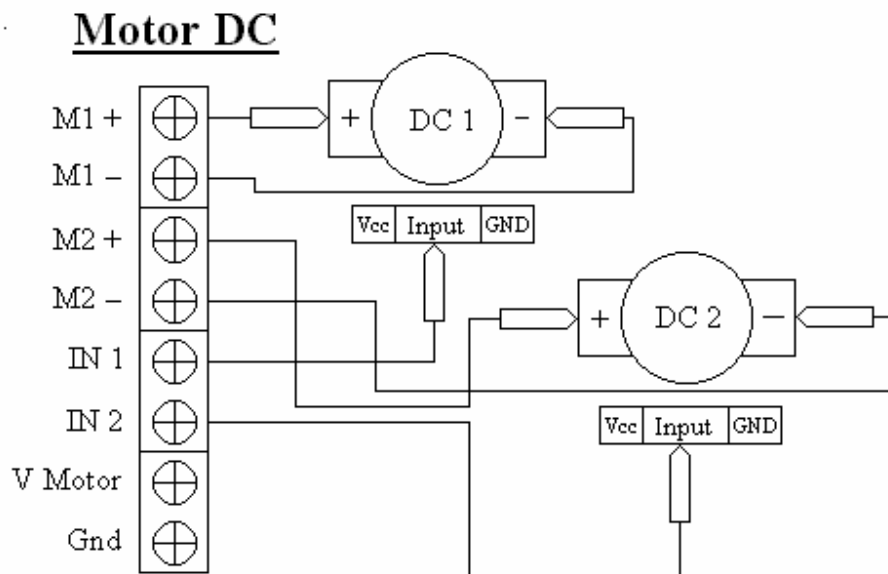 Motor DC
M1 +
M1 –
M2 +
M2 –
IN 1
IN 2
V Motor
Gnd
+ DC 1 -
Vcc Input GND
+ DC 2 –
Vcc Input GND